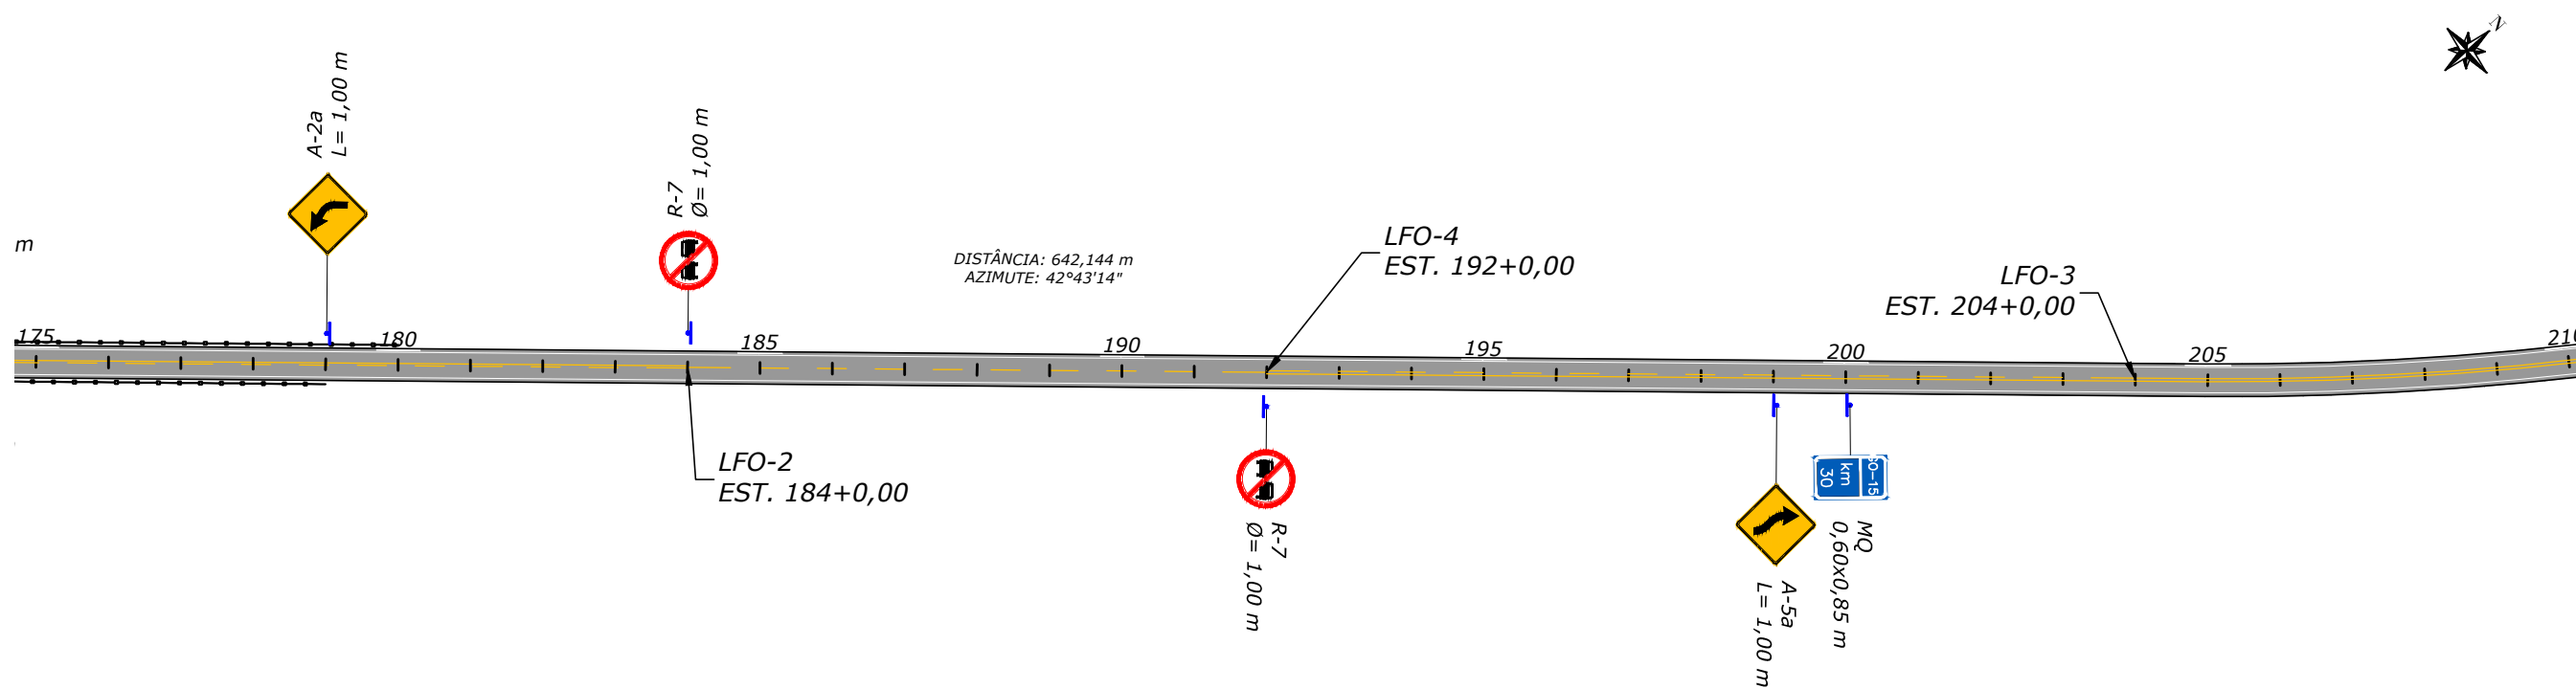 N
A-2a
L= 1,00 m
R-7
Ø= 1,00 m
m
DISTÂNCIA: 642,144 m
AZIMUTE: 42°43'14"
LFO-4
EST. 192+0,00
LFO-3
EST. 204+0,00
175
180
185
190
195
200
205
210
LFO-2
EST. 184+0,00
R-7
Ø= 1,00 m
km
30
MQ
0,60x0,85 m
A-5a
L= 1,00 m